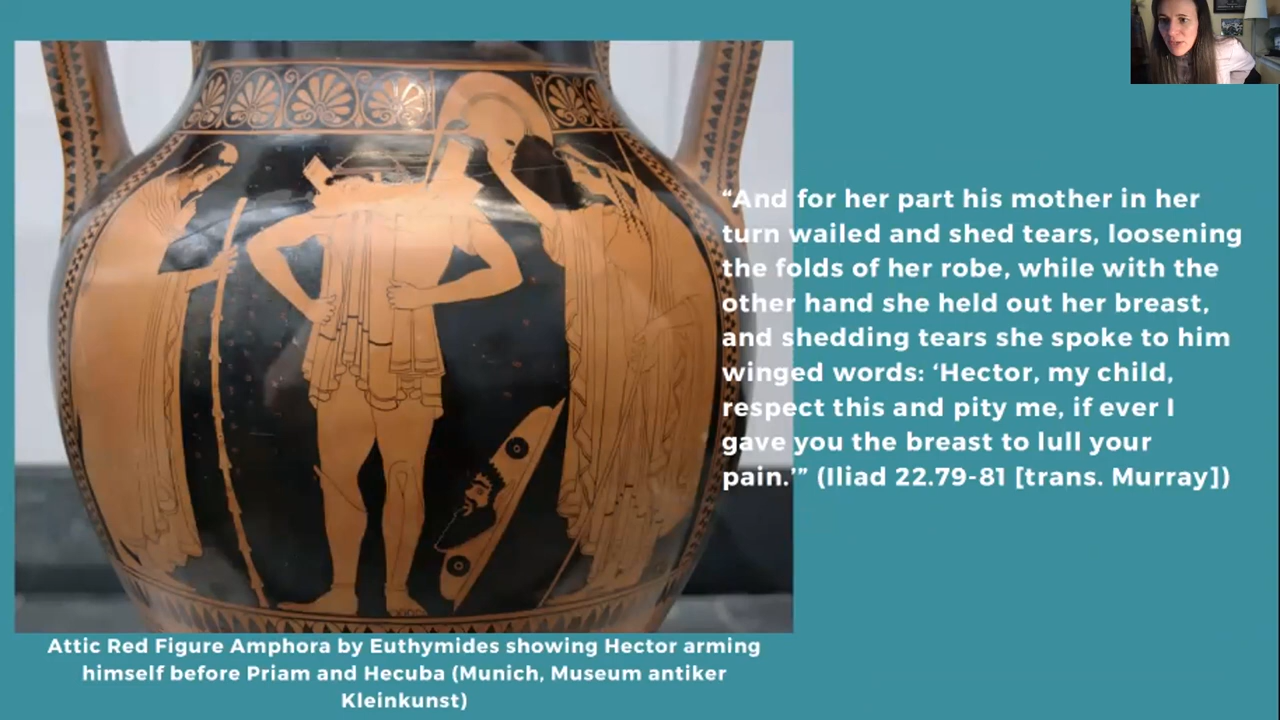 “And for her part his mother in her
turn wailed and shed tears, loosening
the folds of her robe, while with the
other hand she held out her breast,
and shedding tears she spoke to him
winged words: ‘Hector, my child,
respect this and pity me, if ever I
gave you the breast to lull your
pain.’” (Iliad 22.79-81 [trans. Murray])
Attic Red Figure Amphora by Euthymides showing Hector arming
himself before Priam and Hecuba (Munich, Museum antiker
Kleinkunst)